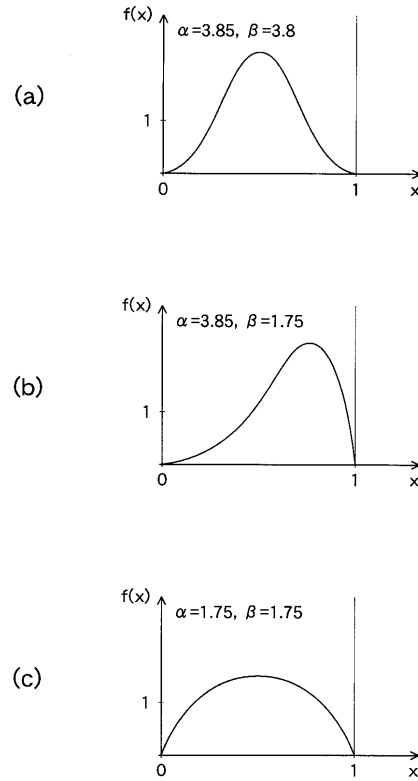 f(x)
α=3.85, β=3.8
(a)
1
0
1
x
f(x)
α=3.85, β=1.75
(b)
1
0
1
x
f(x)
α=1.75, β=1.75
(c)
1
0
1
x